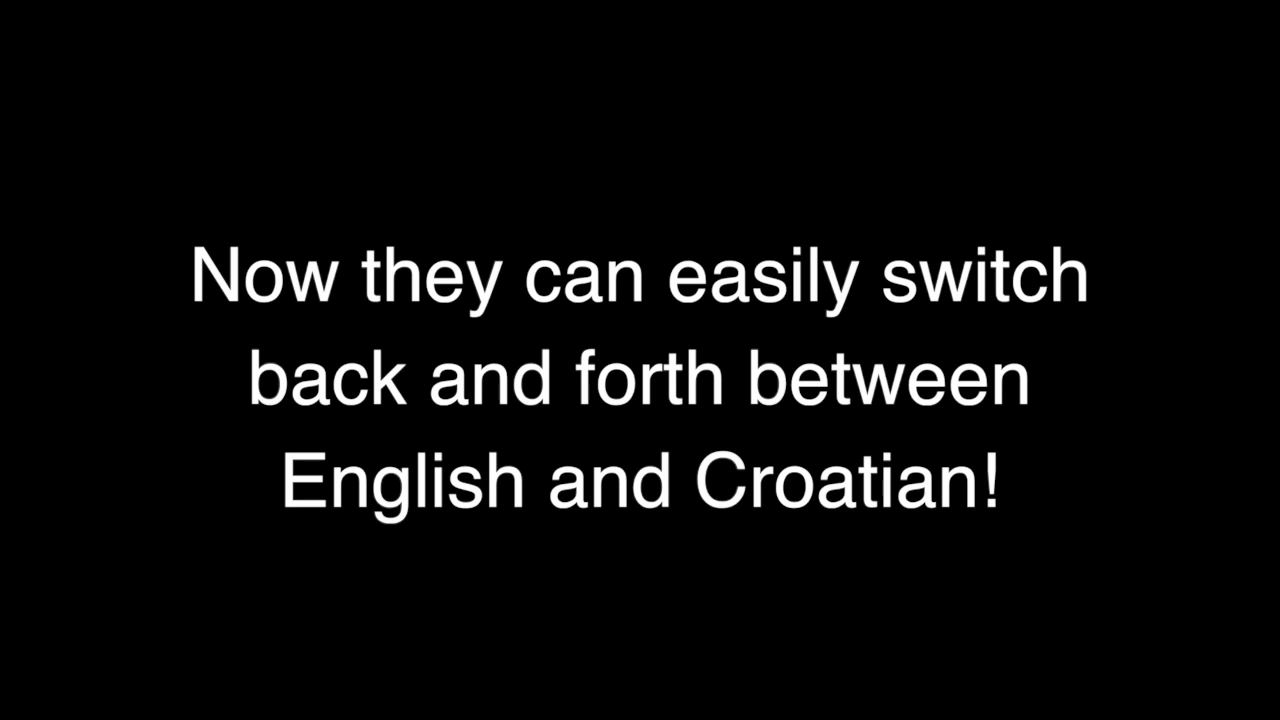 Now they can easily switch
back and forth between
English and Croatian!